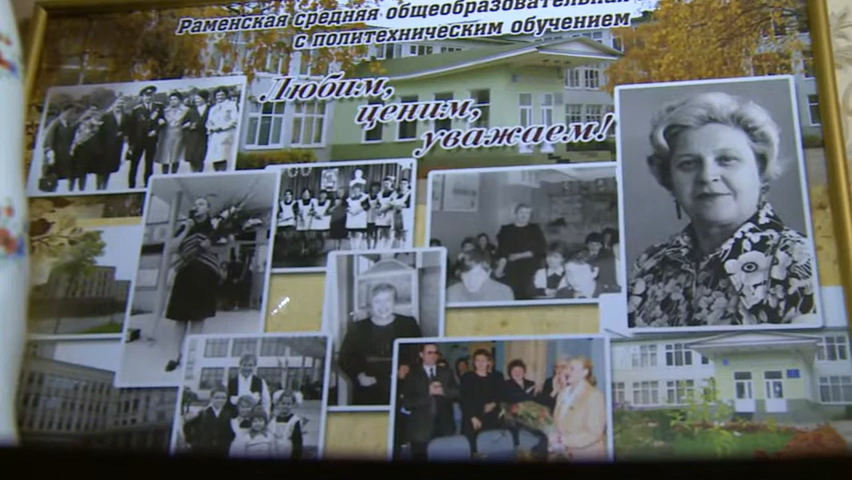 Раменская средняя общеобразовательная
с политехническим обучением
Любим,
ценим,
уважаем!